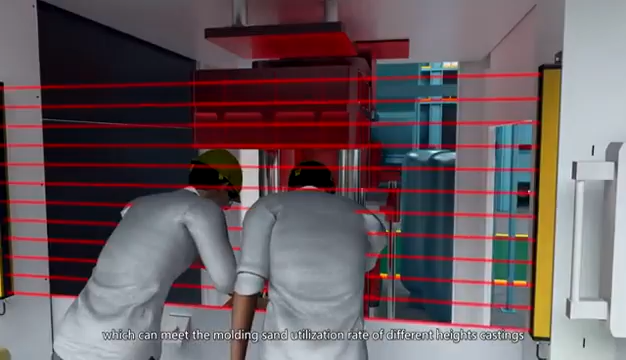 which can meet the molding sand utilization rate of different heights castings